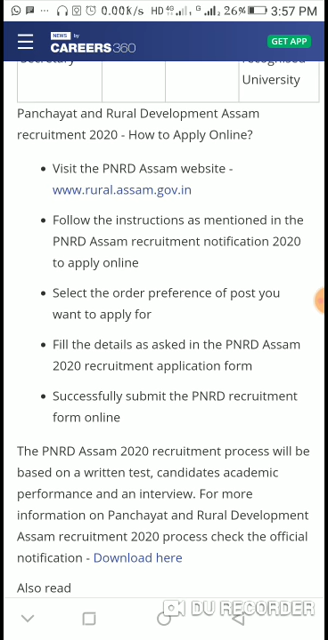 0.00K/s HD 4G G 26% 3:57 PM
NEWS by
CAREERS360
GET APP
Secretary recognised
University
Panchayat and Rural Development Assam
recruitment 2020 - How to Apply Online?
• Visit the PNRD Assam website -
www.rural.assam.gov.in
• Follow the instructions as mentioned in the
PNRD Assam recruitment notification 2020
to apply online
• Select the order preference of post you
want to apply for
• Fill the details as asked in the PNRD Assam
2020 recruitment application form
• Successfully submit the PNRD recruitment
form online
The PNRD Assam 2020 recruitment process will be
based on a written test, candidates academic
performance and an interview. For more
information on Panchayat and Rural Development
Assam recruitment 2020 process check the official
notification - Download here
Also read
DU RECORDER